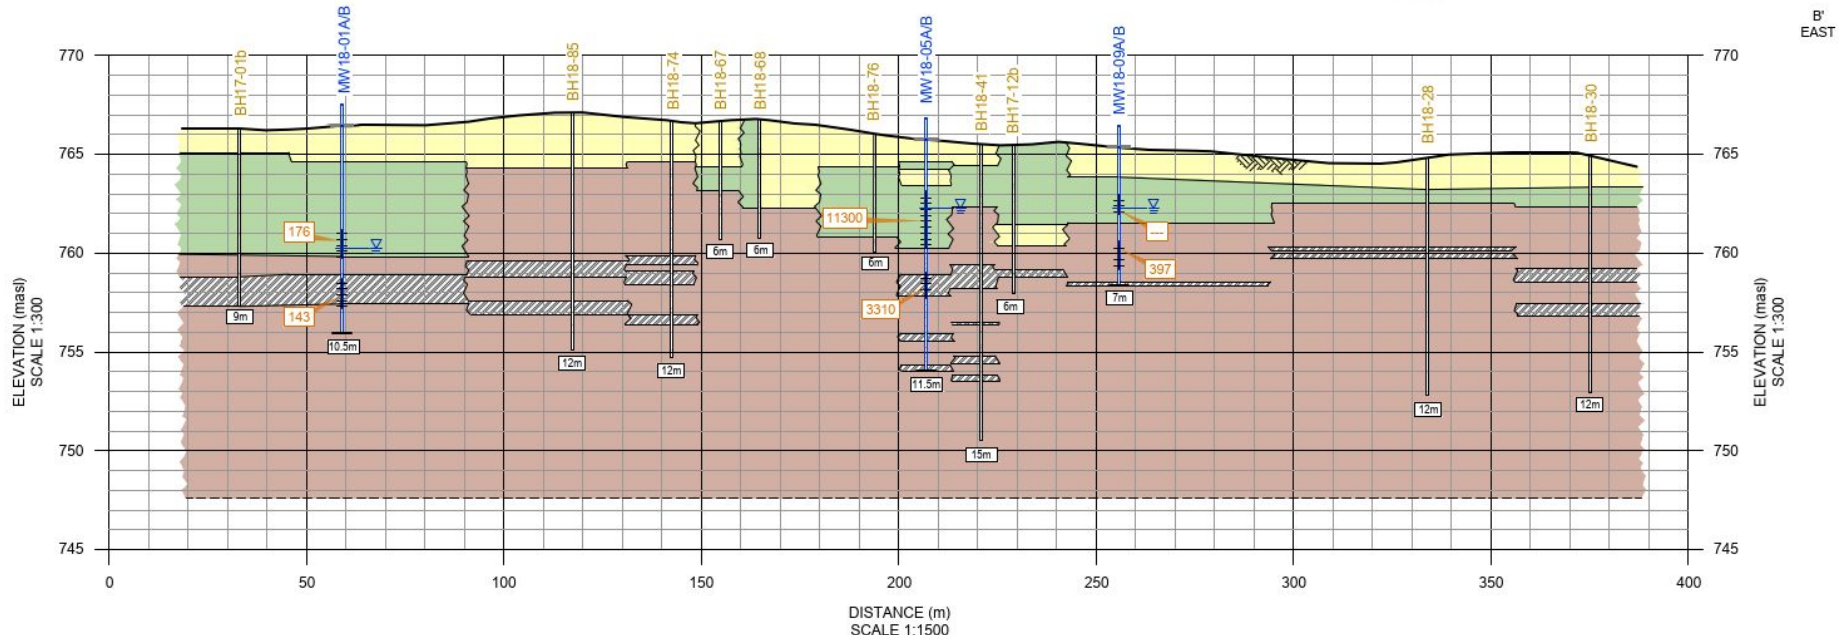 B'
EAST
BH17-01b
MW18-01A/B
BH18-85
BH18-74
BH18-67
BH18-68
BH18-76
MW18-05A/B
BH18-41
BH17-12b
MW18-09A/B
BH18-28
BH18-30
770
770
765
765
176
11300
---
760
760
6m
6m
6m
397
143
9m
3310
6m
7m
10.5m
755
755
12m
12m
11.5m
12m
12m
750
15m
750
745
745
ELEVATION (masl)
SCALE 1:300
ELEVATION (masl)
SCALE 1:300
0
50
100
150
200
250
300
350
400
DISTANCE (m)
SCALE 1:1500